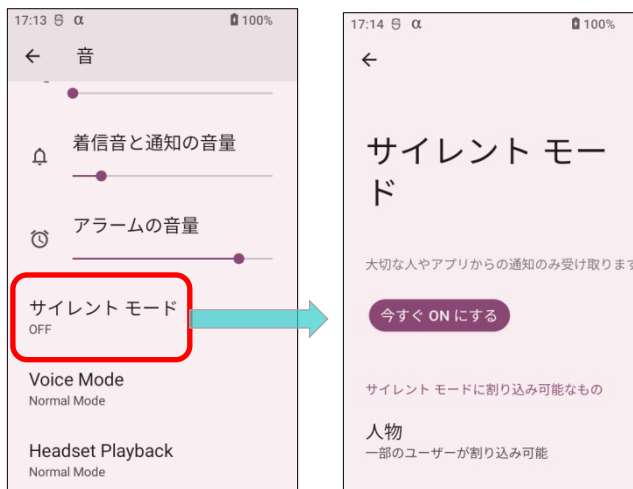 17:13 α 100%
音
着信音と通知の音量
アラームの音量
サイレント モード
OFF
Voice Mode
Normal Mode
Headset Playback
Normal Mode
17:14 α 100%
サイレント モー
ド
大切な人やアプリからの通知のみ受け取ります
今すぐ ON にする
サイレント モードに割り込み可能なもの
人物
一部のユーザーが割り込み可能